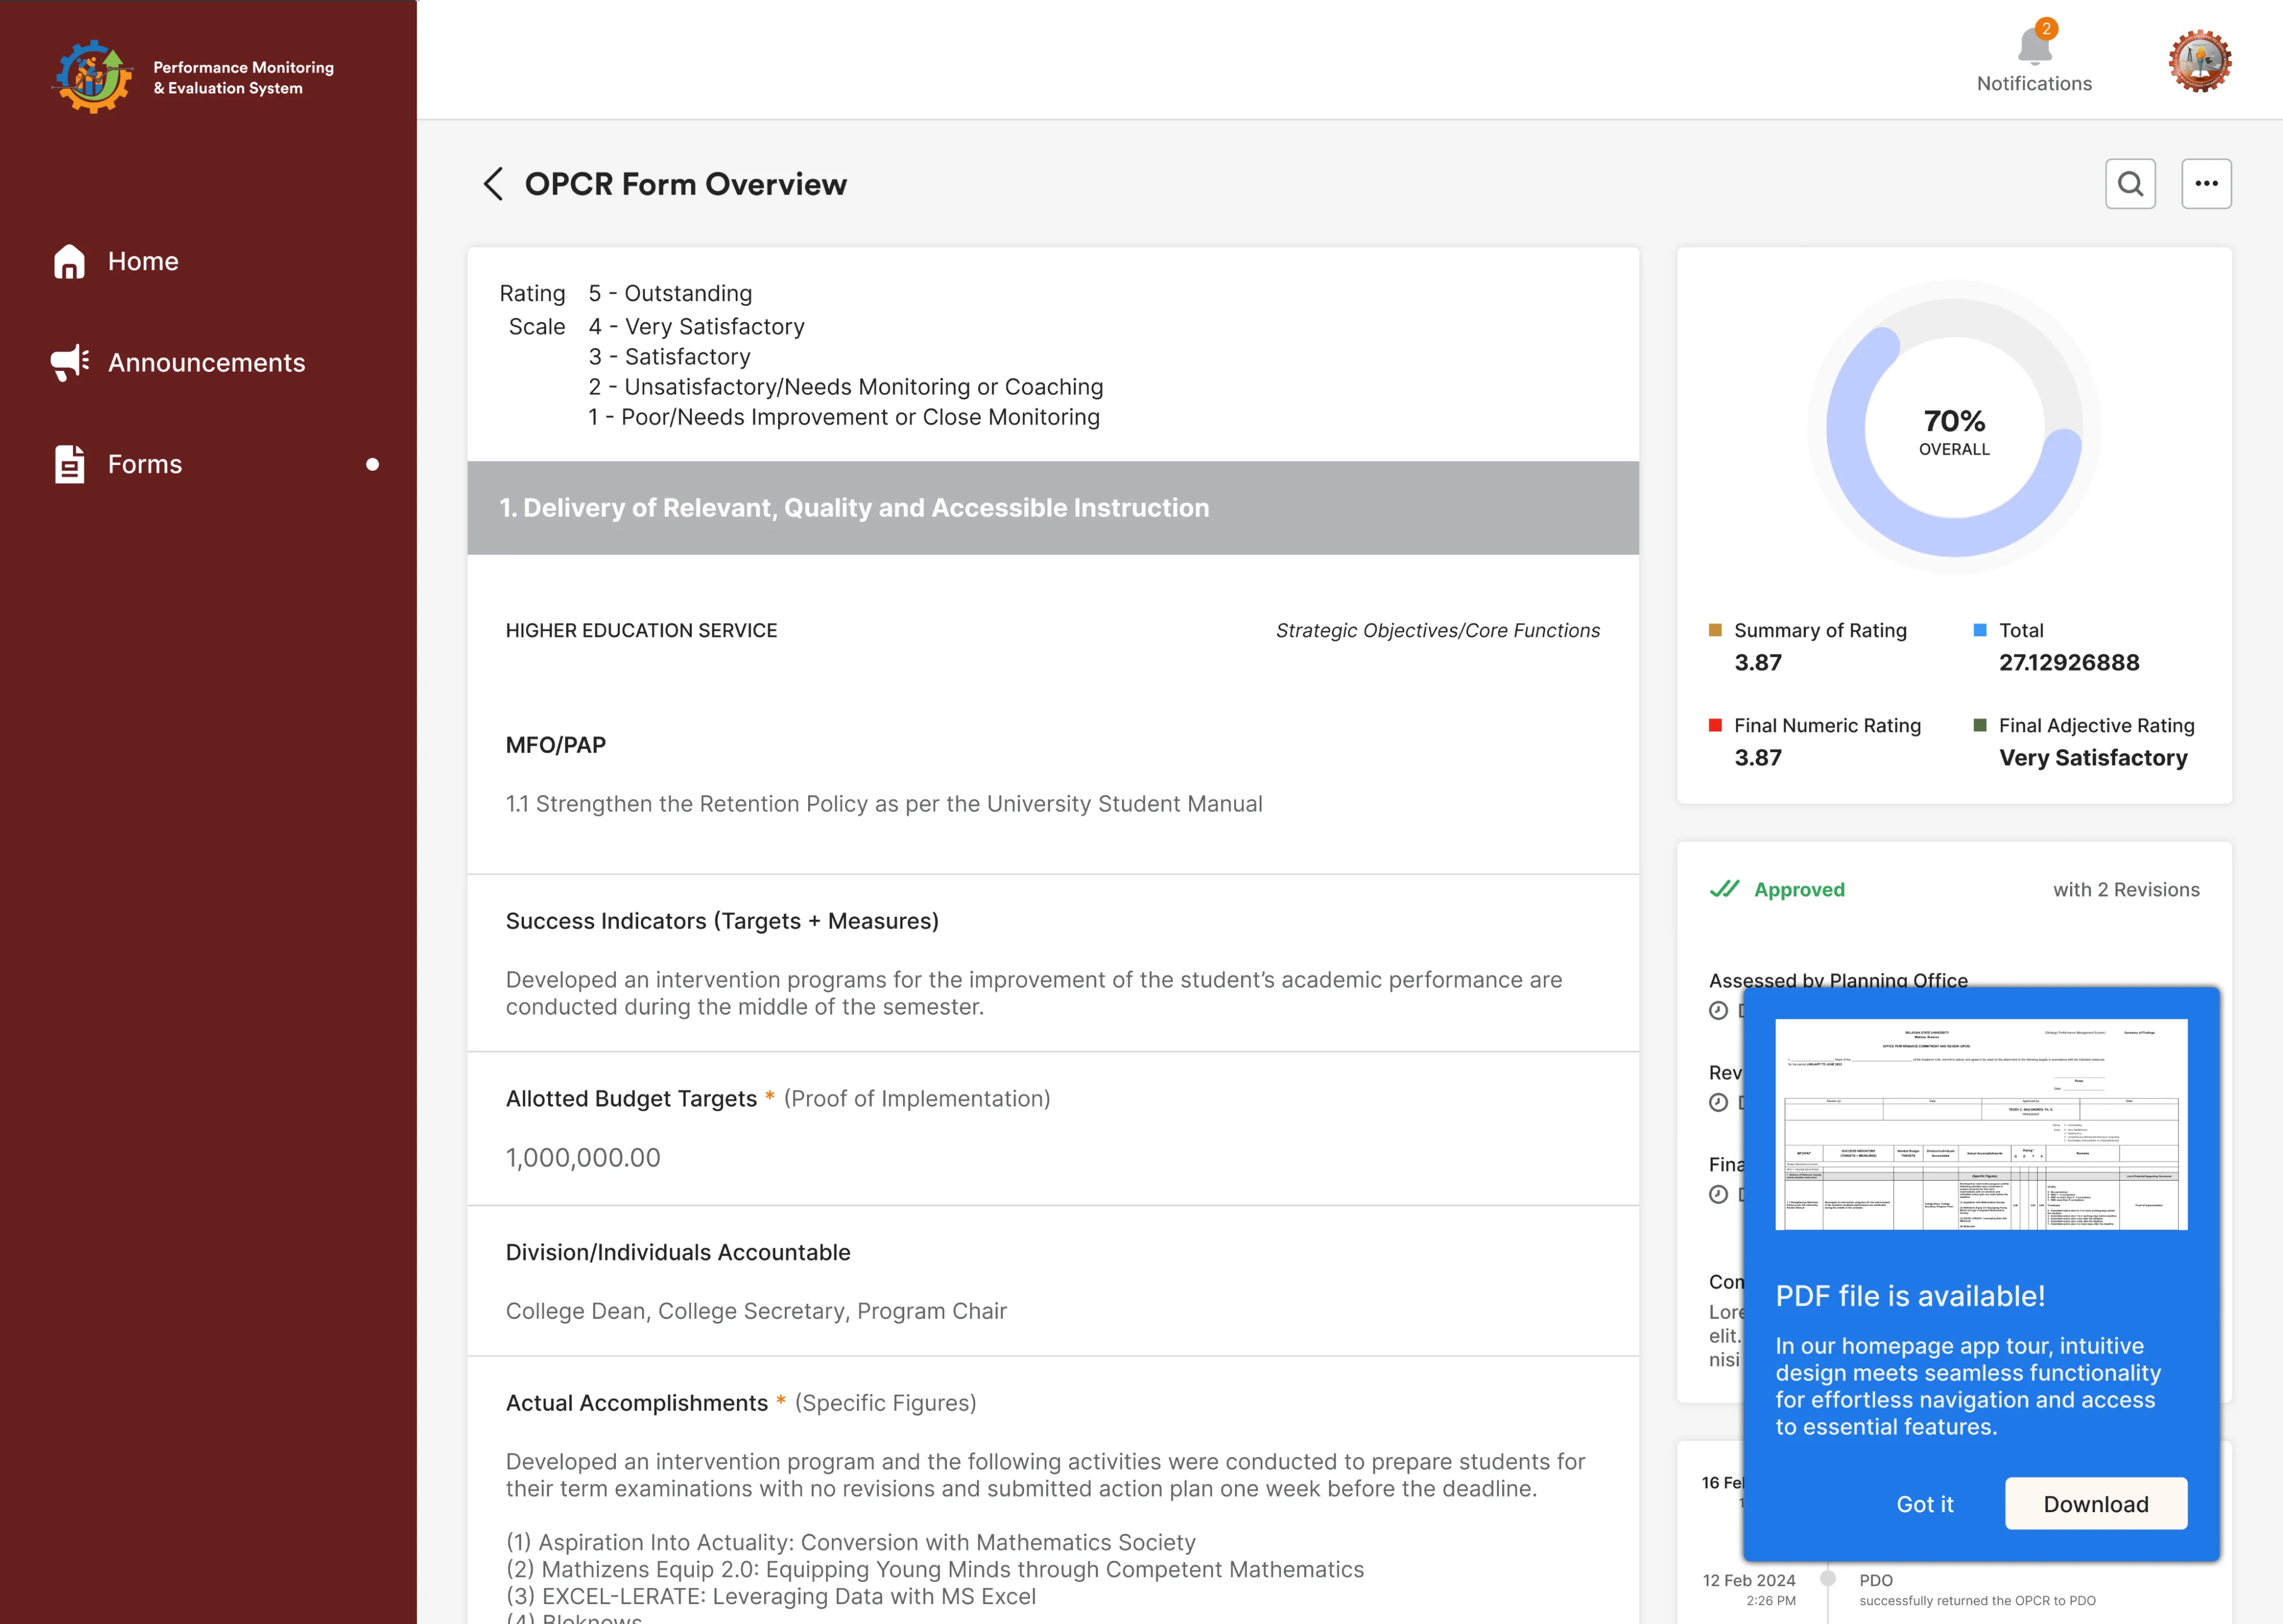 Performance Monitoring
& Evaluation System
Home
Announcements
Forms
2
Notifications
OPCR Form Overview
Rating 5 - Outstanding
Scale 4 - Very Satisfactory
3 - Satisfactory
2 - Unsatisfactory/Needs Monitoring or Coaching
1 - Poor/Needs Improvement or Close Monitoring
1. Delivery of Relevant, Quality and Accessible Instruction
HIGHER EDUCATION SERVICE
Strategic Objectives/Core Functions
MFO/PAP
1.1 Strengthen the Retention Policy as per the University Student Manual
Success Indicators (Targets + Measures)
Developed an intervention programs for the improvement of the student’s academic performance are
conducted during the middle of the semester.
Allotted Budget Targets * (Proof of Implementation)
1,000,000.00
Division/Individuals Accountable
College Dean, College Secretary, Program Chair
Actual Accomplishments * (Specific Figures)
Developed an intervention program and the following activities were conducted to prepare students for
their term examinations with no revisions and submitted action plan one week before the deadline.
(1) Aspiration Into Actuality: Conversion with Mathematics Society
(2) Mathizens Equip 2.0: Equipping Young Minds through Competent Mathematics
(3) EXCEL-LERATE: Leveraging Data with MS Excel
(4) Bloknows
70%
OVERALL
Summary of Rating
3.87
Total
27.12926888
Final Numeric Rating
3.87
Final Adjective Rating
Very Satisfactory
Approved
with 2 Revisions
Assessed by Planning Office
Rev
Fina
Com
Lore
elit.
nisi
PDF file is available!
In our homepage app tour, intuitive
design meets seamless functionality
for effortless navigation and access
to essential features.
Got it
Download
16 Fe
12 Feb 2024
2:26 PM
PDO
successfully returned the OPCR to PDO